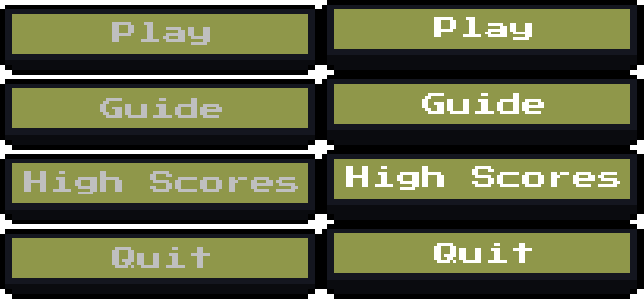 Play Play
Guide Guide
High Scores High Scores
Quit Quit